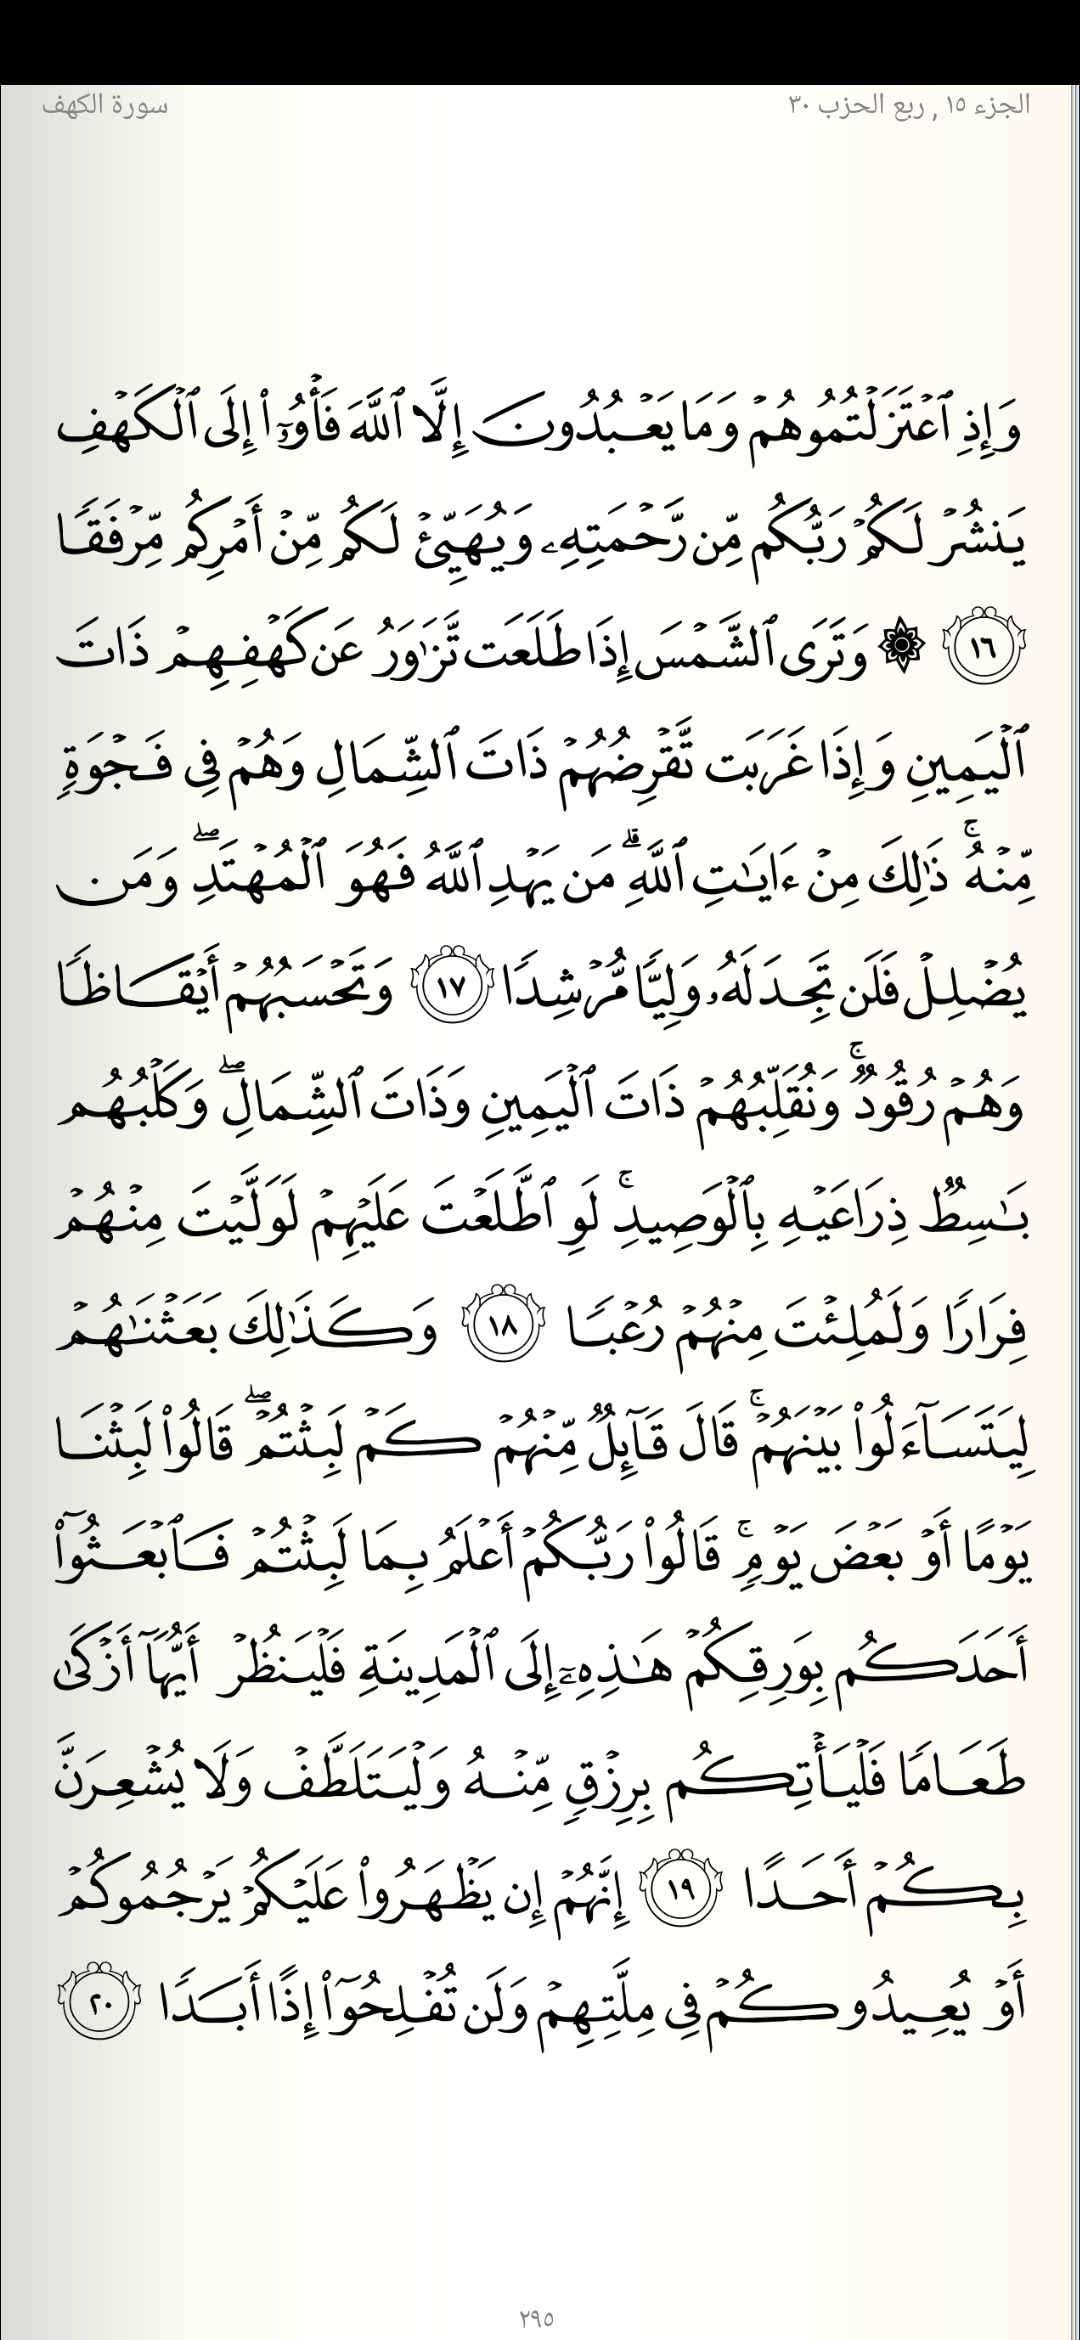 الجزء ١٥ , ربع الحزب ٣٠ سورة الكهف
وَإِذِ ٱعْتَزَلْتُمُوهُمْ وَمَا يَعْبُدُونَ إِلَّا ٱللَّهَ فَأْوُۥٓا۟ إِلَى ٱلْكَهْفِ
يَنشُرْ لَكُمْ رَبُّكُم مِّن رَّحْمَتِهِۦ وَيُهَيِّئْ لَكُم مِّنْ أَمْرِكُم مِّرْفَقًا
١٦ ۞ وَتَرَى ٱلشَّمْسَ إِذَا طَلَعَت تَّزَٰوَرُ عَن كَهْفِهِمْ ذَاتَ
ٱلْيَمِينِ وَإِذَا غَرَبَت تَّقْرِضُهُمْ ذَاتَ ٱلشِّمَالِ وَهُمْ فِى فَجْوَةٍ
مِّنْهُ ۚ ذَٰلِكَ مِنْ ءَايَٰتِ ٱللَّهِ ۗ مَن يَهْدِ ٱللَّهُ فَهُوَ ٱلْمُهْتَدِ ۖ وَمَن
يُضْلِلْ فَلَن تَجِدَ لَهُۥ وَلِيًّا مُّرْشِدًا ١٧ وَتَحْسَبُهُمْ أَيْقَاظًا
وَهُمْ رُقُودٌ ۚ وَنُقَلِّبُهُمْ ذَاتَ ٱلْيَمِينِ وَذَاتَ ٱلشِّمَالِ ۖ وَكَلْبُهُم
بَٰسِطٌ ذِرَاعَيْهِ بِٱلْوَصِيدِ ۚ لَوِ ٱطَّلَعْتَ عَلَيْهِمْ لَوَلَّيْتَ مِنْهُمْ
فِرَارًا وَلَمُلِئْتَ مِنْهُمْ رُعْبًا ١٨ وَكَذَٰلِكَ بَعَثْنَٰهُمْ
لِيَتَسَآءَلُوا۟ بَيْنَهُمْ ۚ قَالَ قَآئِلٌ مِّنْهُمْ كَمْ لَبِثْتُمْ ۖ قَالُوا۟ لَبِثْنَا
يَوْمًا أَوْ بَعْضَ يَوْمٍ ۚ قَالُوا۟ رَبُّكُمْ أَعْلَمُ بِمَا لَبِثْتُمْ فَٱبْعَثُوٓا۟
أَحَدَكُم بِوَرِقِكُمْ هَٰذِهِۦٓ إِلَى ٱلْمَدِينَةِ فَلْيَنظُرْ أَيُّهَآ أَزْكَىٰ
طَعَامًا فَلْيَأْتِكُم بِرِزْقٍ مِّنْهُ وَلْيَتَلَطَّفْ وَلَا يُشْعِرَنَّ
بِكُمْ أَحَدًا ١٩ إِنَّهُمْ إِن يَظْهَرُوا۟ عَلَيْكُمْ يَرْجُمُوكُمْ
أَوْ يُعِيدُوكُمْ فِى مِلَّتِهِمْ وَلَن تُفْلِحُوٓا۟ إِذًا أَبَدًا ٢٠
٢٩٥